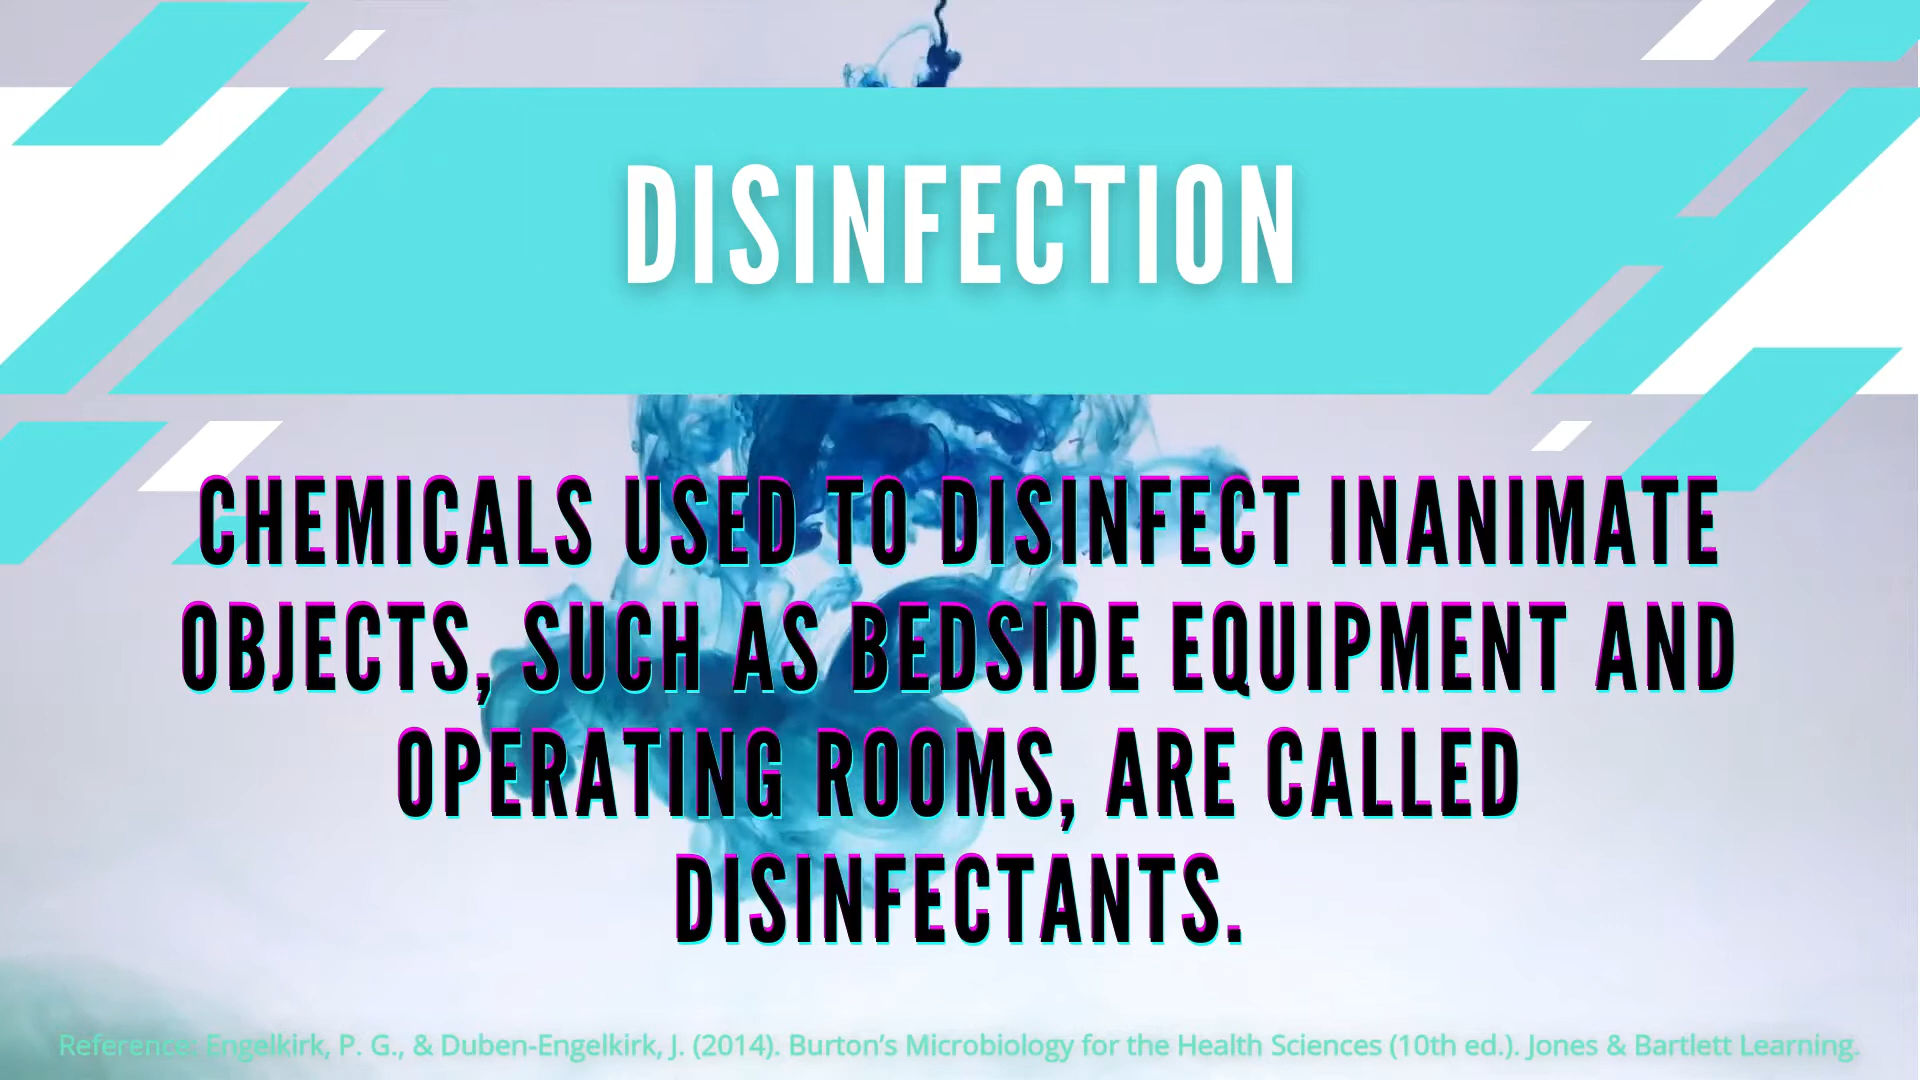 DISINFECTION
CHEMICALS USED TO DISINFECT INANIMATE
OBJECTS, SUCH AS BEDSIDE EQUIPMENT AND
OPERATING ROOMS, ARE CALLED
DISINFECTANTS.
Reference: Engelkirk, P. G., & Duben-Engelkirk, J. (2014). Burton’s Microbiology for the Health Sciences (10th ed.). Jones & Bartlett Learning.